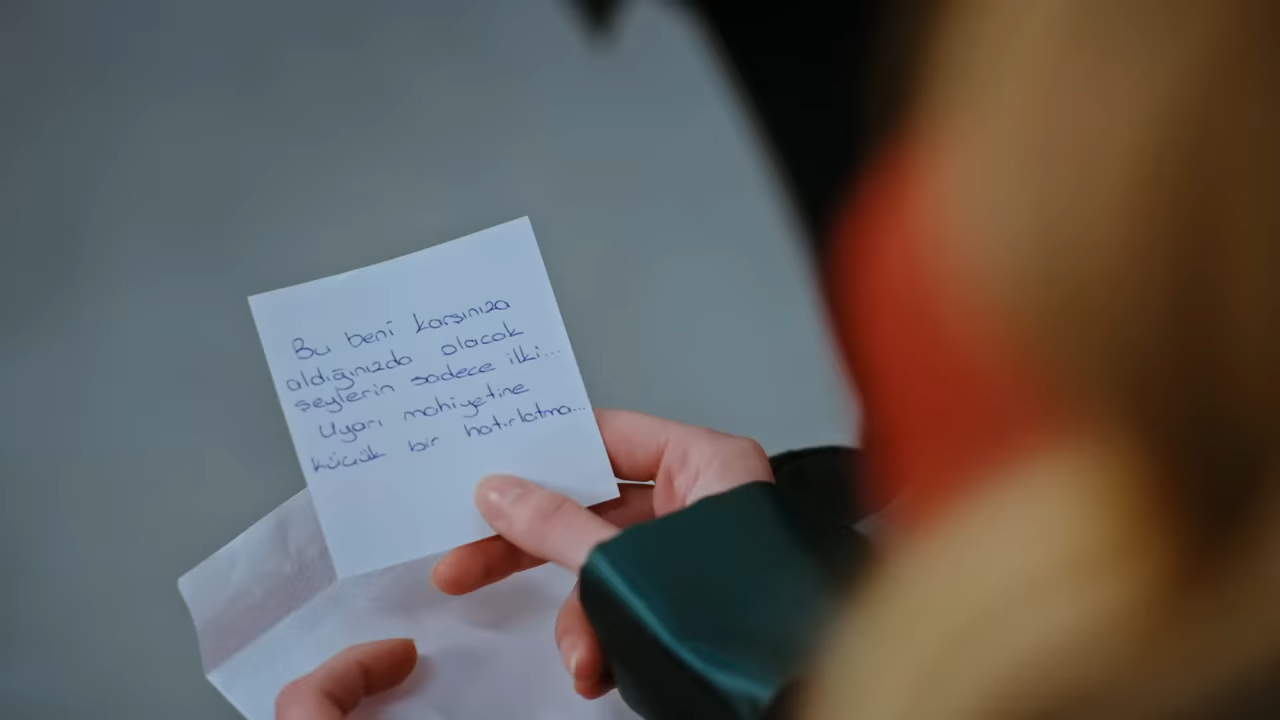 Bu beni karşınıza
aldığınızda olacak
şeylerin sadece ilki...
Uyarı mahiyetine
küçük bir hatırlatma...